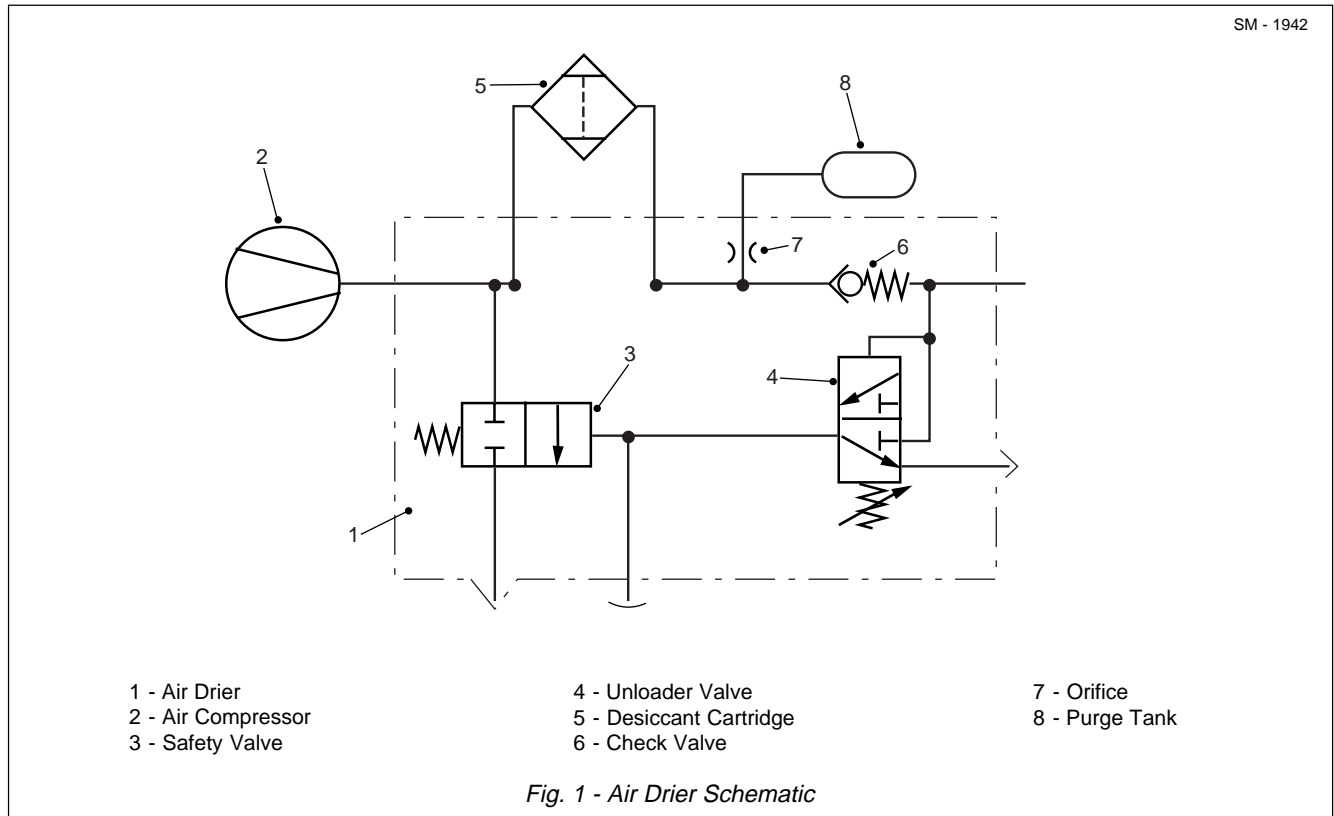 SM - 1942
5
8
2
7
6
3
4
1
1 - Air Drier
2 - Air Compressor
3 - Safety Valve
4 - Unloader Valve
5 - Desiccant Cartridge
6 - Check Valve
7 - Orifice
8 - Purge Tank
Fig. 1 - Air Drier Schematic